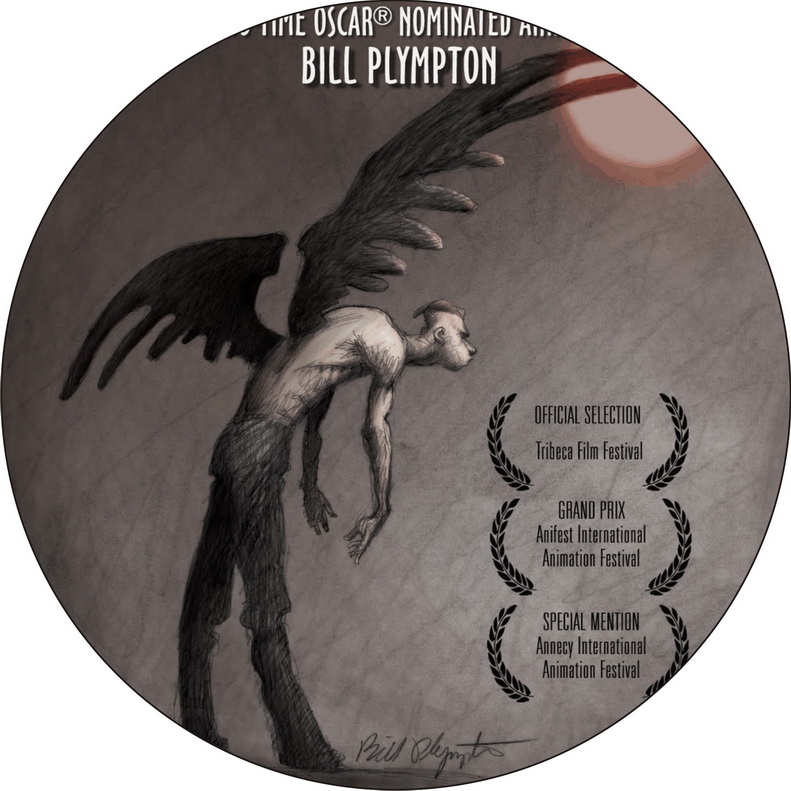 TIME OSCAR® NOMINATED
BILL PLYMPTON
OFFICIAL SELECTION
Tribeca Film Festival
GRAND PRIX
Anifest International
Animation Festival
SPECIAL MENTION
Annecy International
Animation Festival
Bill Plympton